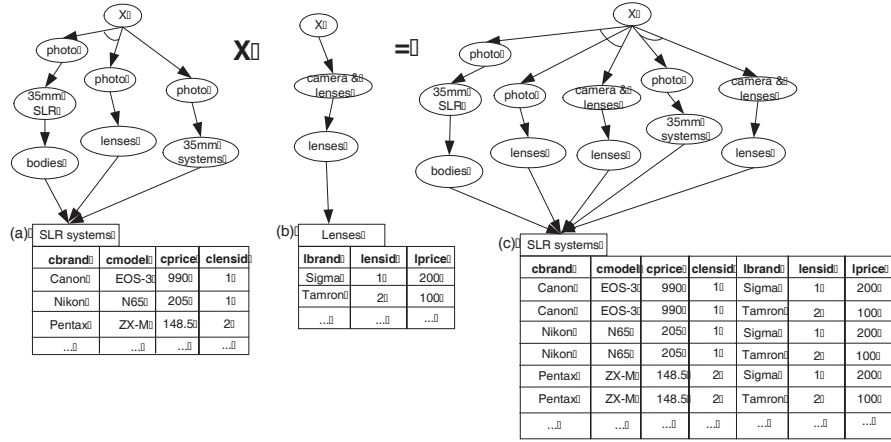 X
photo
photo
photo
35mm
SLR
lenses
35mm
systems
bodies
X
X
camera &
lenses
lenses
=
X
photo
photo
camera &
lenses
photo
camera &
lenses
35mm
SLR
35mm
systems
bodies
lenses
lenses
lenses
(a) SLR systems
cbrand cmodel cprice clensid
Canon EOS-3 990 1
Nikon N65 205 1
Pentax ZX-M 148.5 2
... ... ... ...
(b) Lenses
lbrand lensid lprice
Sigma 1 200
Tamron 2 100
... ... ...
(c) SLR systems
cbrand cmodel cprice clensid lbrand lensid lprice
Canon EOS-3 990 1 Sigma 1 200
Canon EOS-3 990 1 Tamron 2 100
Nikon N65 205 1 Sigma 1 200
Nikon N65 205 1 Tamron 2 100
Pentax ZX-M 148.5 2 Sigma 1 200
Pentax ZX-M 148.5 2 Tamron 2 100
... ... ... ... ... ... ...